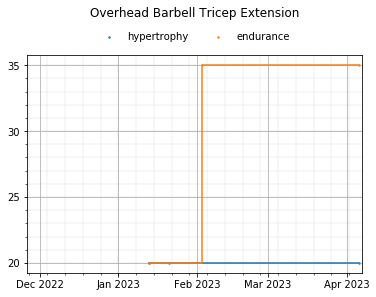 Overhead Barbell Tricep Extension
hypertrophy endurance
35
30
25
20
Dec 2022 Jan 2023 Feb 2023 Mar 2023 Apr 2023